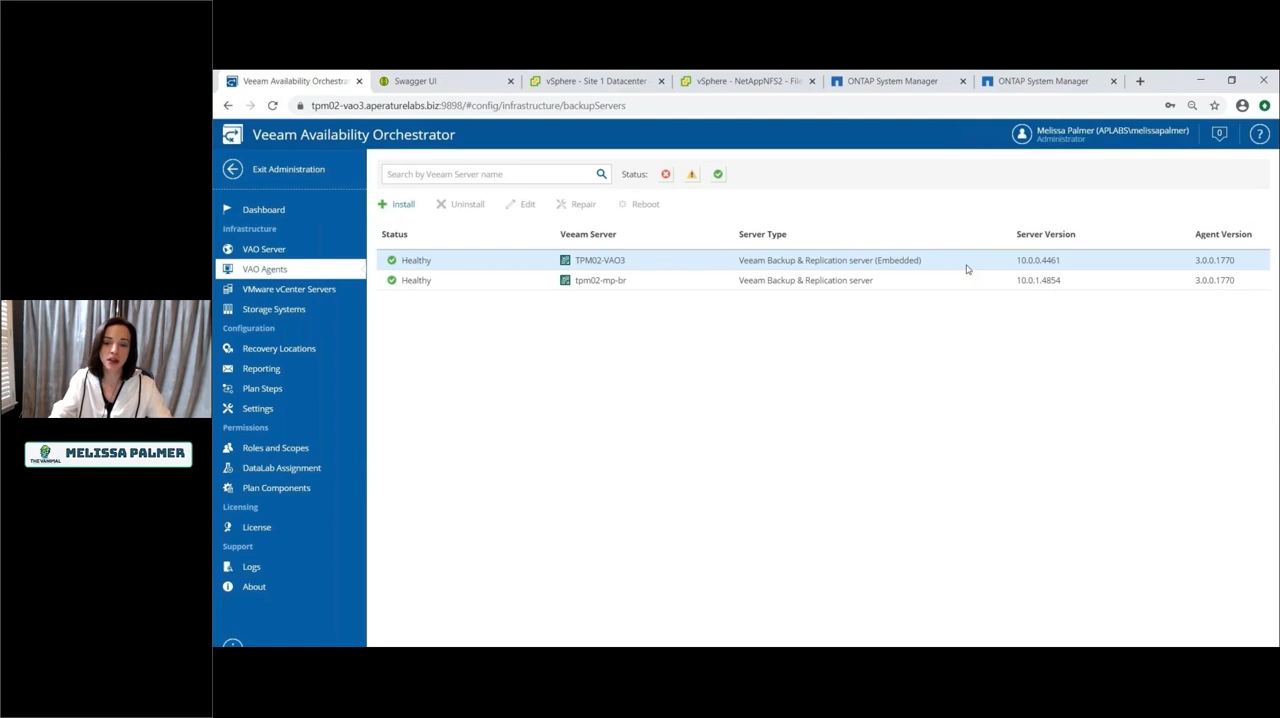 Veeam Availability Orchestrat
Swagger UI
vSphere - Site 1 Datacenter -
vSphere - NetAppNFS2 - File
ONTAP System Manager
ONTAP System Manager
tpm02-vao3.aperaturelabs.biz:9898/#config/infrastructure/backupServers
Veeam Availability Orchestrator
Melissa Palmer (APLABS\melissapalmer)
Administrator
0
?
Exit Administration
Dashboard
Infrastructure
VAO Server
VAO Agents
VMware vCenter Servers
Storage Systems
Configuration
Recovery Locations
Reporting
Plan Steps
Settings
Permissions
Roles and Scopes
DataLab Assignment
Plan Components
Licensing
License
Support
Logs
About
Search by Veeam Server name
Status:
Install
Uninstall
Edit
Repair
Reboot
Status Veeam Server Server Type Server Version Agent Version
Healthy TPM02-VAO3 Veeam Backup & Replication server (Embedded) 10.0.0.4461 3.0.0.1770
Healthy tpm02-mp-br Veeam Backup & Replication server 10.0.1.4854 3.0.0.1770
THE VANIMAL
MELISSA PALMER